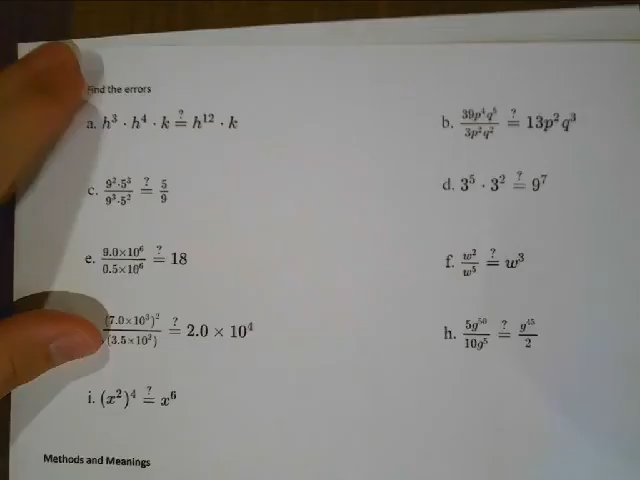 Find the errors
a. h³ · h⁴ · k ≟ h¹² · k
b. 39p⁴q⁵ / 3p²q² ≟ 13p²q³
c. 9²·5³ / 9³·5² ≟ 5/9
d. 3⁵ · 3² ≟ 9⁷
e. 9.0×10⁶ / 0.5×10⁶ ≟ 18
f. w² / w⁵ ≟ w³
(7.0×10³)² / (3.5×10²) ≟ 2.0 × 10⁴
h. 5g⁵⁰ / 10g⁵ ≟ g⁴⁵ / 2
i. (x²)⁴ ≟ x⁶
Methods and Meanings